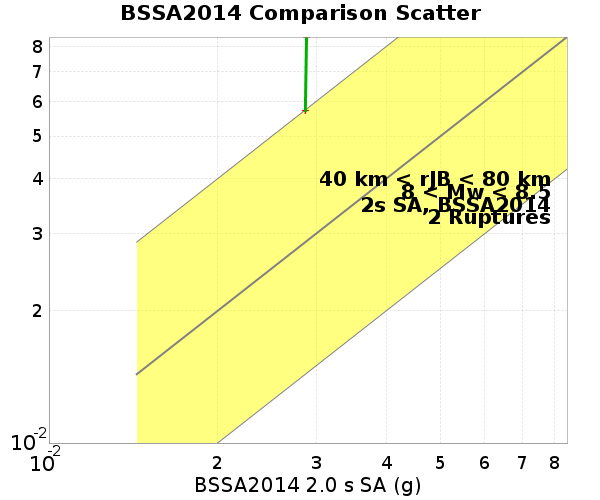 BSSA2014 Comparison Scatter
8
7
6
5
4
3
2
10-2
40 km < rJB < 80 km
8 < Mw < 8.5
2s SA, BSSA2014
2 Ruptures
10-2
2
3
4
5
6
7
8
BSSA2014 2.0 s SA (g)